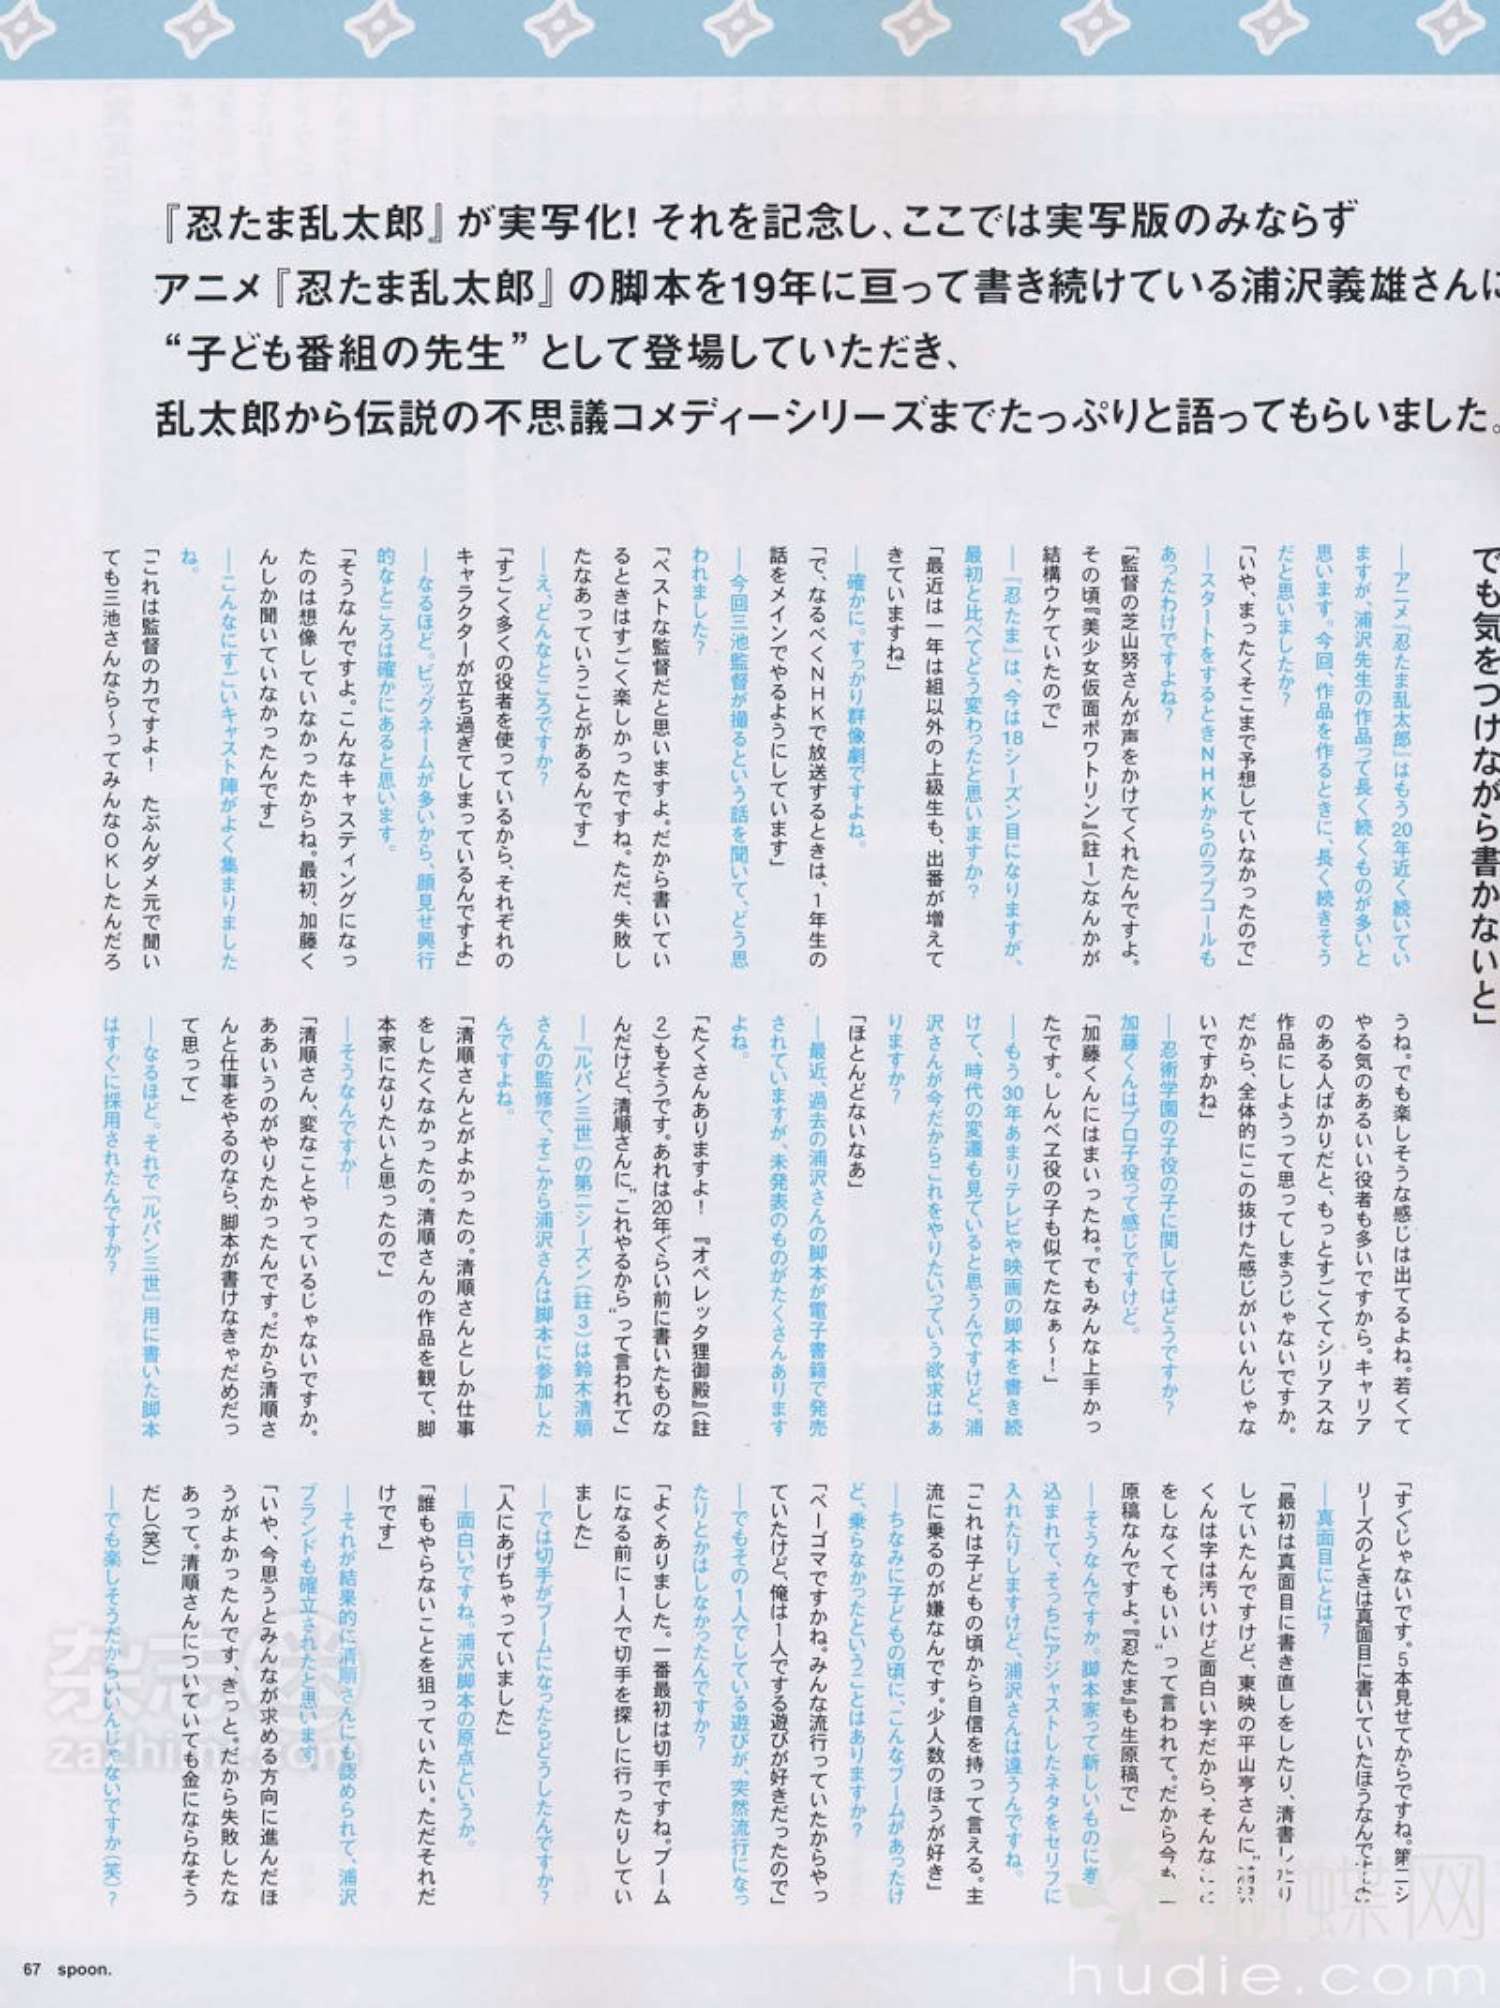 『忍たま乱太郎』が実写化! それを記念し、ここでは実写版のみならず
アニメ『忍たま乱太郎』の脚本を19年に亘って書き続けている浦沢義雄さんに
“子ども番組の先生”として登場していただき、
乱太郎から伝説の不思議コメディーシリーズまでたっぷりと語ってもらいました。
でも気をつけながら書かないと」
―アニメ『忍たま乱太郎』はもう20年近く続いてい
ますが、浦沢先生の作品って長く続くものが多いと
思います。今回、作品を作るときに、長く続きそう
だと思いましたか?
「いや、まったくそこまで予想していなかったので」
―スタートをするときNHKからのラブコールも
あったわけですよね?
「監督の芝山努さんが声をかけてくれたんですよ。
その頃『美少女仮面ポワトリン』(註1)なんかが
結構ウケていたので」
―『忍たま』は、今は18シーズン目になりますが、
最初と比べてどう変わったと思いますか?
「最近は一年は組以外の上級生も、出番が増えて
きていますね」
―確かに。すっかり群像劇ですよね。
「で、なるべくNHKで放送するときは、1年生の
話をメインでやるようにしています」
―今回三池監督が撮るという話を聞いて、どう思
われました?
「ベストな監督だと思いますよ。だから書いてい
るときはすごく楽しかったですね。ただ、失敗し
たなあっていうことがあるんです」
―え、どんなところですか?
「すごく多くの役者を使っているから、それぞれの
キャラクターが立ち過ぎてしまっているんですよ」
―なるほど。ビッグネームが多いから、顔見せ興行
的なところは確かにあると思います。
「そうなんですよ。こんなキャスティングになっ
たのは想像していなかったからね。最初、加藤く
んしか聞いていなかったんです」
―こんなにすごいキャスト陣がよく集まりました
ね。
「これは監督の力ですよ! たぶんダメ元で聞い
ても三池さんなら〜ってみんなOKしたんだろ
うね。でも楽しそうな感じは出てるよね。若くて
やる気のあるいい役者も多いですから。キャリア
のある人ばかりだと、もっとすごくてシリアスな
作品にしようって思ってしまうじゃないですか。
だから、全体的にこの抜けた感じがいいんじゃな
いですかね」
―忍術学園の子役の子に関してはどうですか?
加藤くんはプロ子役って感じですけど。
「加藤くんにはまいったね。でもみんな上手かっ
たです。しんべヱ役の子も似てたなぁ〜!」
―もう30年あまりテレビや映画の脚本を書き続
けて、時代の変遷も見ていると思うんですけど、浦
沢さんが今だからこれをやりたいっていう欲求はあ
りますか?
「ほとんどないなあ」
―最近、過去の浦沢さんの脚本が電子書籍で発売
されていますが、未発表のものがたくさんあります
よね。
「たくさんありますよ! 『オペレッタ狸御殿』(註
2)もそうです。あれは20年ぐらい前に書いたものな
んだけど、清順さんに“これやるから”って言われて」
―『ルパン三世』の第二シーズン(註3)は鈴木清順
さんの監修で、そこから浦沢さんは脚本に参加した
んですよね。
「清順さんとがよかったの。清順さんとしか仕事
をしたくなかったの。清順さんの作品を観て、脚
本家になりたいと思ったので」
―そうなんですか!
「清順さん、変なことやっているじゃないですか。
ああいうのがやりたかったんです。だから清順さ
んと仕事をやるのなら、脚本が書けなきゃだめだっ
て思って」
―なるほど。それで『ルパン三世』用に書いた脚本
はすぐに採用されたんですか?
「すぐじゃないです。5本見せてからですね。第二シ
リーズのときは真面目に書いていたほうなんですよ」
―真面目にとは?
「最初は真面目に書き直しをしたり、清書したり
していたんですけど、東映の平山亨さんに
くんは字は汚いけど面白い字だから、そんな
をしなくてもいい”って言われて。だから今も、
原稿なんですよ。『忍たま』も生原稿で」
―そうなんですか。脚本家って新しいものに巻き
込まれて、そっちにアジャストしたネタをセリフに
入れたりしますけど、浦沢さんは違うんですね。
「これは子どもの頃から自信を持って言える。主
流に乗るのが嫌なんです。少人数のほうが好き」
―ちなみに子どもの頃に、こんなブームがあったけ
ど、乗らなかったということはありますか?
「ベーゴマですかね。みんな流行っていたからやっ
ていたけど、俺は1人でする遊びが好きだったので」
―でもその1人でしている遊びが、突然流行になっ
たりとかはしなかったんですか?
「よくありました。一番最初は切手ですね。ブーム
になる前に1人で切手を探しに行ったりしてい
ました」
―では切手がブームになったらどうしたんですか?
「人にあげちゃっていました」
―面白いですね。浦沢脚本の原点というか。
「誰もやらないことを狙っていたい。ただそれだ
けです」
―それが結果的に清順さんにも認められて、浦沢
ブランドも確立されたと思います。
「いや、今思うとみんなが求める方向に進んだほ
うがよかったんです、きっと。だから失敗したな
あって。清順さんについていても金にならなそう
だし(笑)」
―でも楽しそうだからいいんじゃないですか(笑)?
杂志迷
zazhimi.com
蝴蝶网
hudie.com
67 spoon.